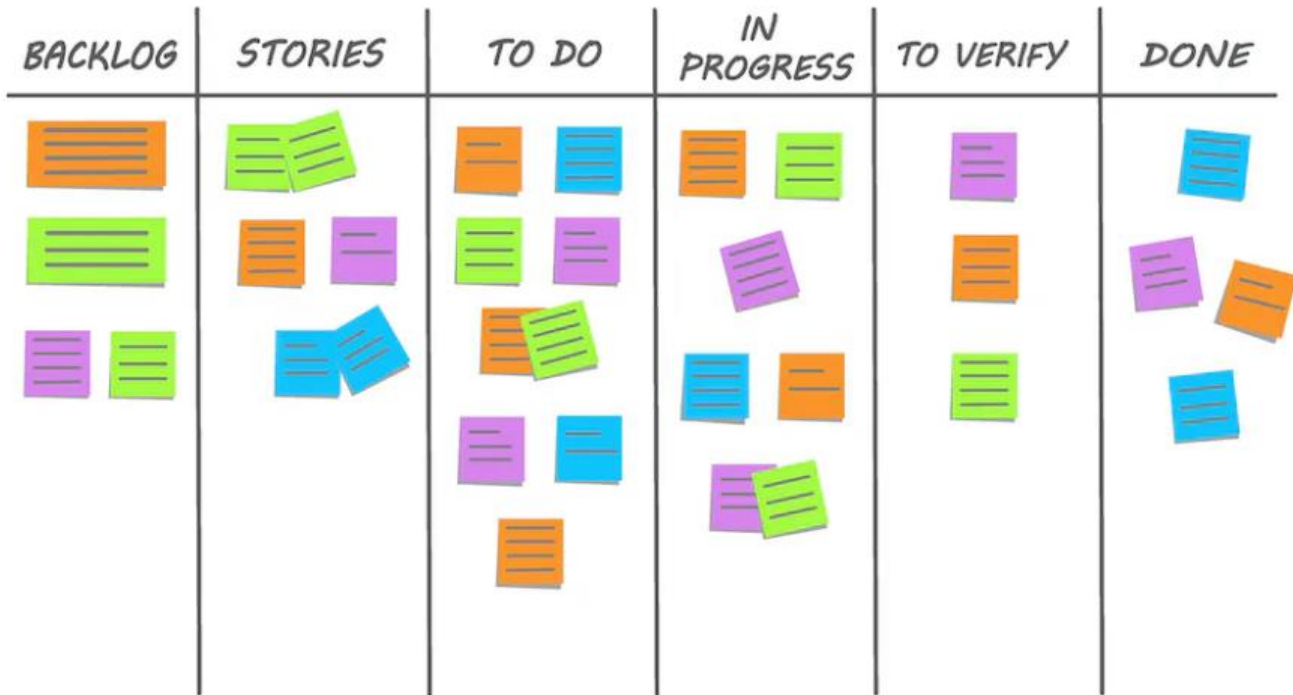 BACKLOG
STORIES
TO DO
IN
PROGRESS
TO VERIFY
DONE